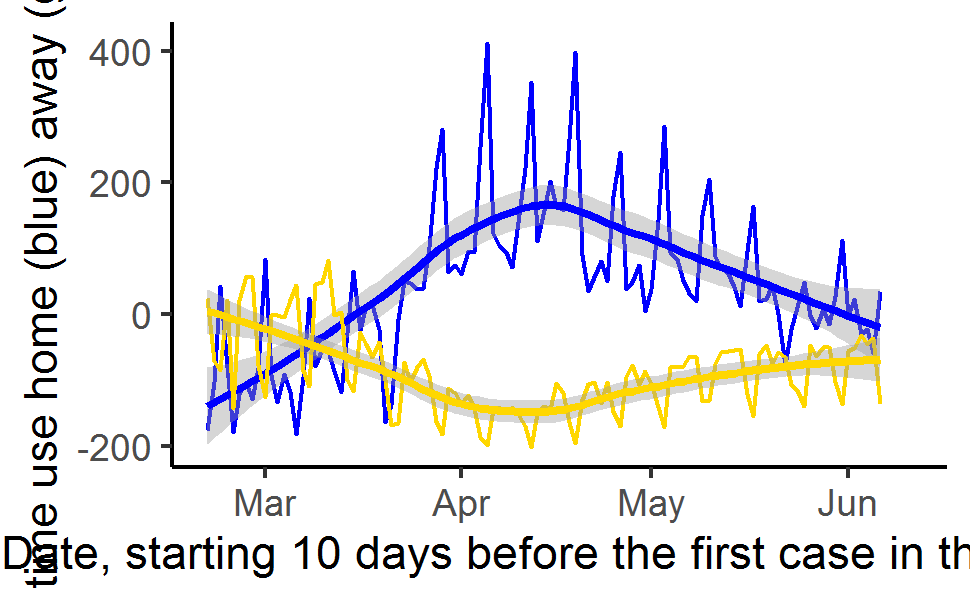 time use home (blue) away (
400
200
0
-200
Mar Apr May Jun
Date, starting 10 days before the first case in th